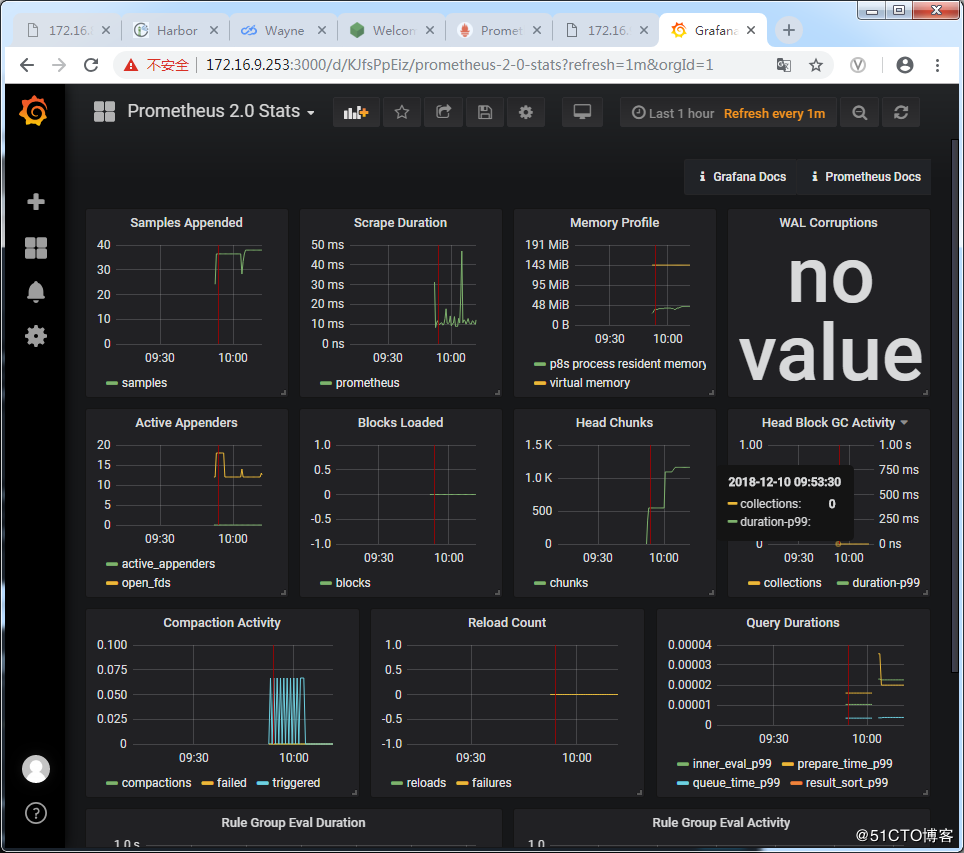 172.16.
Harbor
Wayne
Welcon
Promet
172.16.
Grafana
不安全
172.16.9.253:3000/d/KJfsPpEiz/prometheus-2-0-stats?refresh=1m&orgId=1
Prometheus 2.0 Stats
Last 1 hour Refresh every 1m
Grafana Docs
Prometheus Docs
Samples Appended
40
30
20
10
0
09:30
10:00
samples
Scrape Duration
50 ms
40 ms
30 ms
20 ms
10 ms
0 ns
09:30
10:00
prometheus
Memory Profile
191 MiB
143 MiB
95 MiB
48 MiB
0 B
09:30
10:00
p8s process resident memory
virtual memory
WAL Corruptions
no
value
Active Appenders
20
15
10
5
0
09:30
10:00
active_appenders
open_fds
Blocks Loaded
1.0
0.5
0
-0.5
-1.0
09:30
10:00
blocks
Head Chunks
1.5 K
1.0 K
500
0
09:30
10:00
chunks
Head Block GC Activity
1.00
1.00 s
750 ms
500 ms
250 ms
0
0 ns
2018-12-10 09:53:30
collections: 0
duration-p99:
09:30
10:00
collections
duration-p99
Compaction Activity
0.100
0.075
0.050
0.025
0
09:30
10:00
compactions
failed
triggered
Reload Count
1.0
0.5
0
-0.5
-1.0
09:30
10:00
reloads
failures
Query Durations
0.00004
0.00003
0.00002
0.00001
0
09:30
10:00
inner_eval_p99
prepare_time_p99
queue_time_p99
result_sort_p99
Rule Group Eval Duration
1.0 s
Rule Group Eval Activity
1.0
@51CTO博客